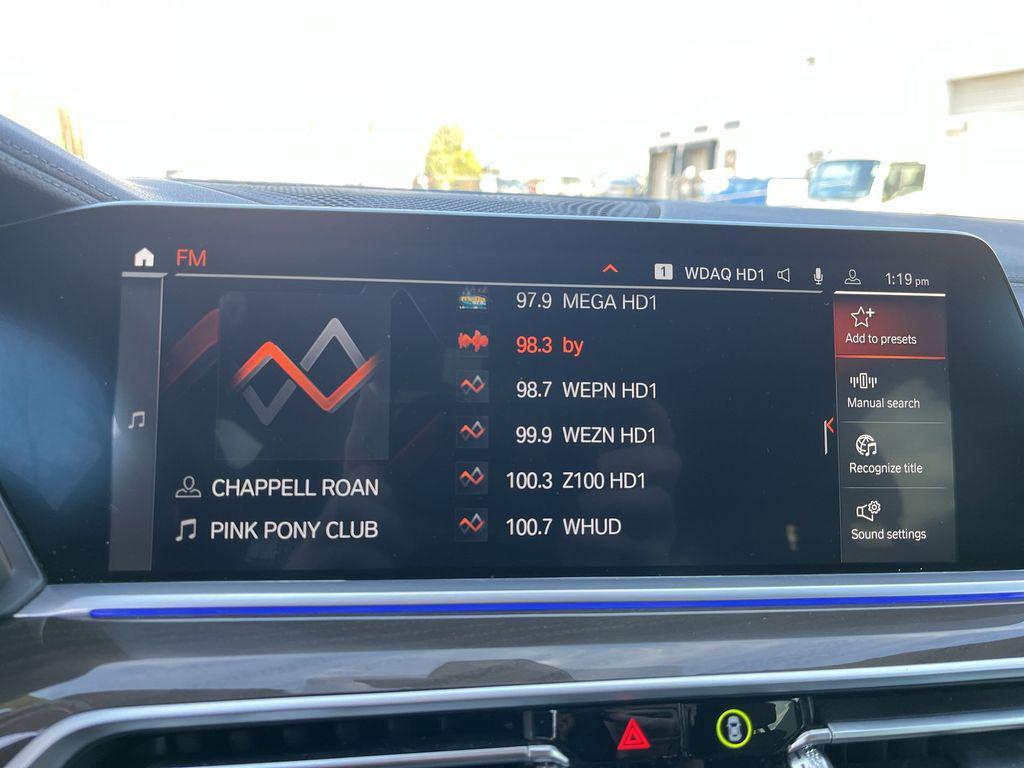 FM
1 WDAQ HD1 1:19 pm
97.9 MEGA HD1
98.3 by
98.7 WEPN HD1
99.9 WEZN HD1
100.3 Z100 HD1
100.7 WHUD
CHAPPELL ROAN
PINK PONY CLUB
Add to presets
Manual search
Recognize title
Sound settings